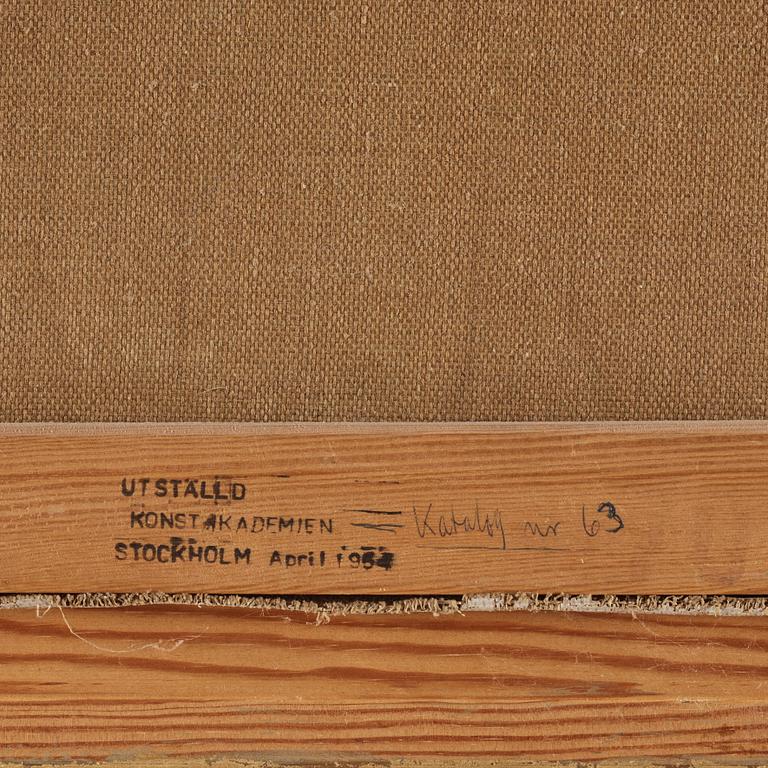 UTSTÄLLD
KONSTAKADEMIEN = Katalog nr 63
STOCKHOLM April